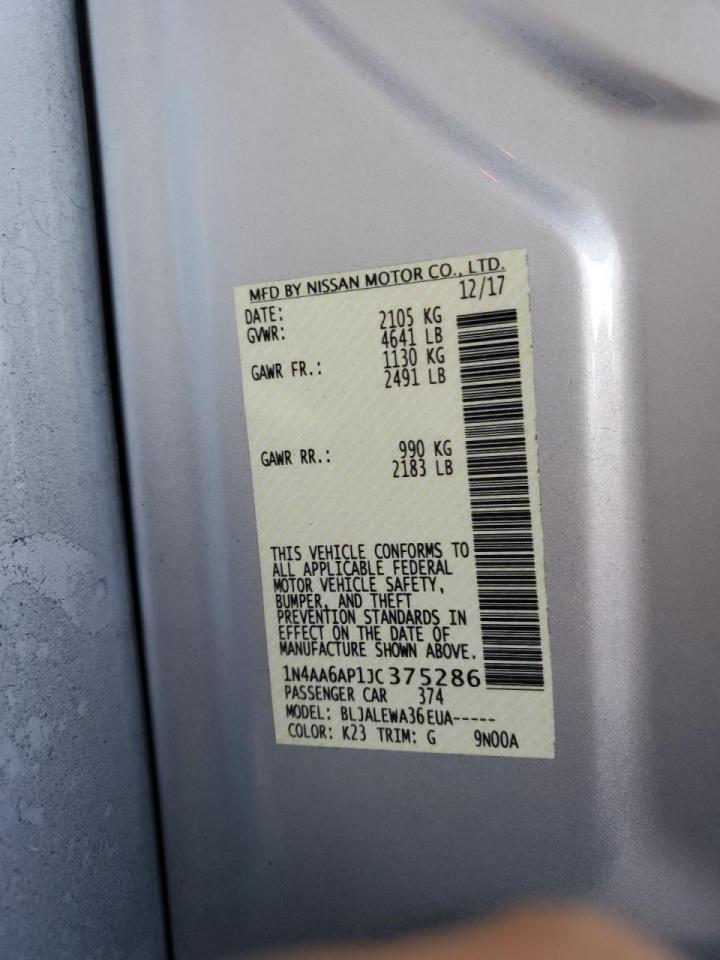 MFD BY NISSAN MOTOR CO., LTD.
DATE: 12/17
GVWR: 2105 KG
4641 LB
GAWR FR.: 1130 KG
2491 LB
GAWR RR.: 990 KG
2183 LB
THIS VEHICLE CONFORMS TO
ALL APPLICABLE FEDERAL
MOTOR VEHICLE SAFETY,
BUMPER, AND THEFT
PREVENTION STANDARDS IN
EFFECT ON THE DATE OF
MANUFACTURE SHOWN ABOVE.
1N4AA6AP1JC375286
PASSENGER CAR 374
MODEL: BLJALEWA36EUA-----
COLOR: K23 TRIM: G 9N00A